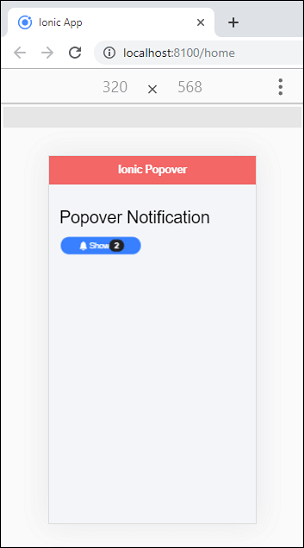 Ionic App
localhost:8100/home
320 × 568
Ionic Popover
Popover Notification
Show 2